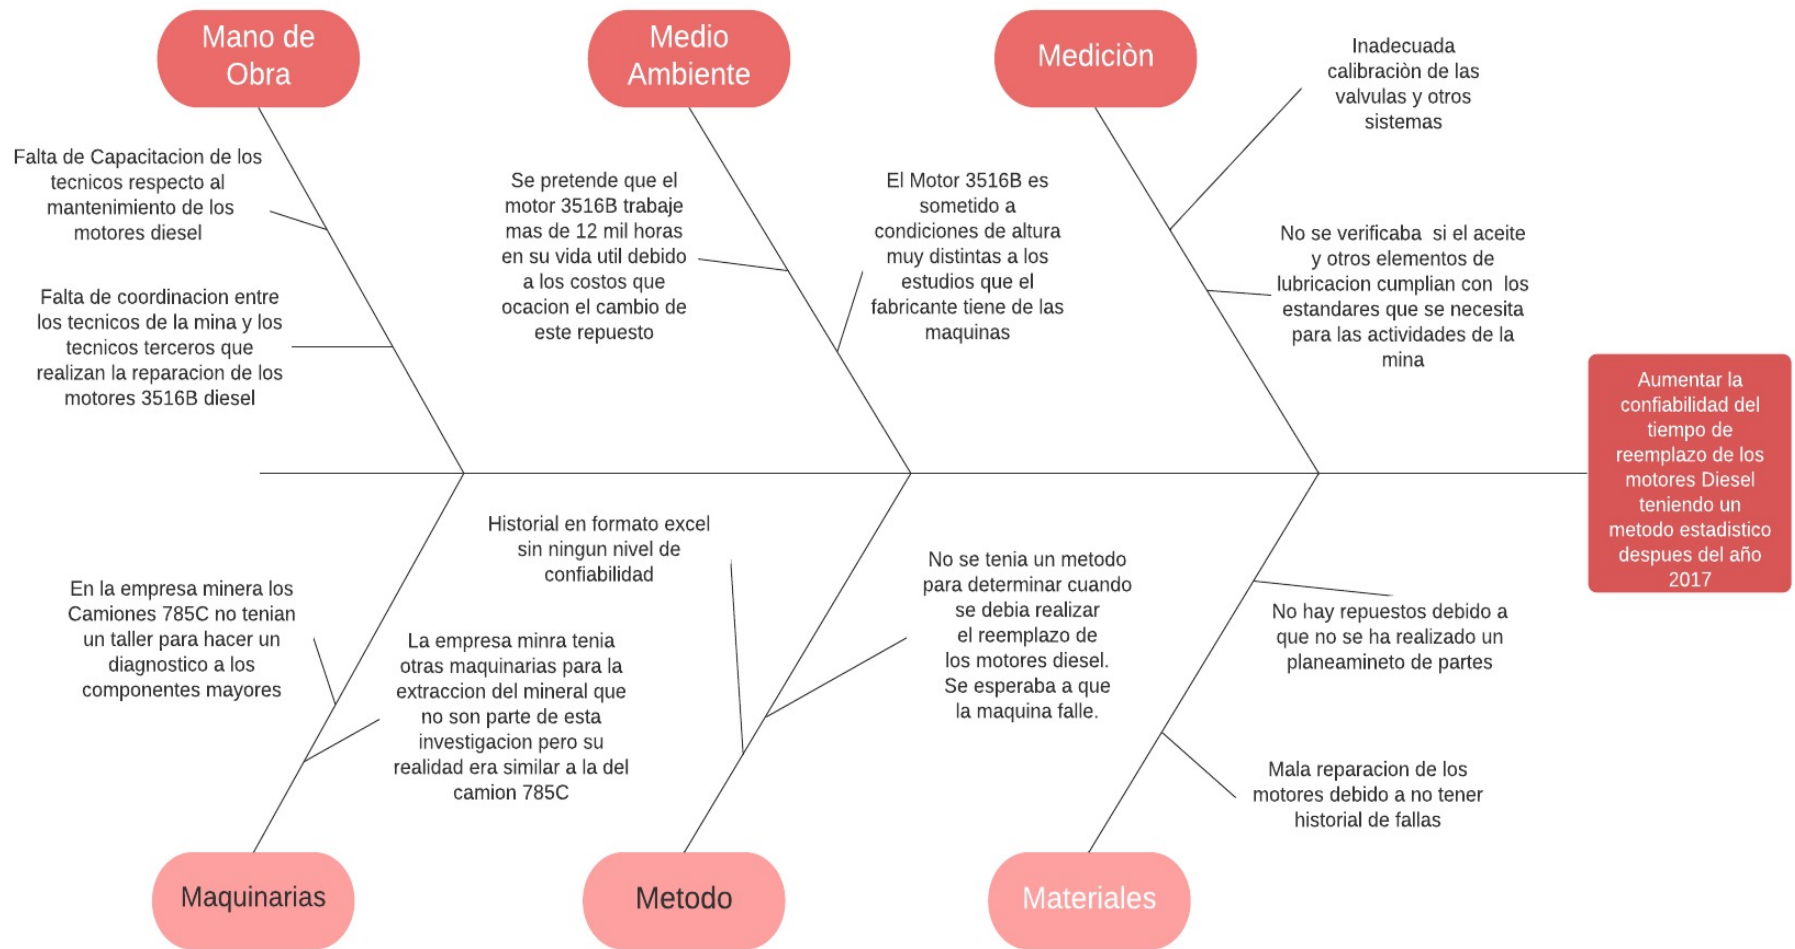 Mano de
Obra
Medio
Ambiente
Mediciòn
Inadecuada
calibraciòn de las
valvulas y otros
sistemas
Falta de Capacitacion de los
tecnicos respecto al
mantenimiento de los
motores diesel
Se pretende que el
motor 3516B trabaje
mas de 12 mil horas
en su vida util debido
a los costos que
ocacion el cambio de
este repuesto
El Motor 3516B es
sometido a
condiciones de altura
muy distintas a los
estudios que el
fabricante tiene de las
maquinas
No se verificaba si el aceite
y otros elementos de
lubricacion cumplian con los
estandares que se necesita
para las actividades de la
mina
Falta de coordinacion entre
los tecnicos de la mina y los
tecnicos terceros que
realizan la reparacion de los
motores 3516B diesel
Aumentar la
confiabilidad del
tiempo de
reemplazo de los
motores Diesel
teniendo un
metodo estadistico
despues del año
2017
En la empresa minera los
Camiones 785C no tenian
un taller para hacer un
diagnostico a los
componentes mayores
La empresa minra tenia
otras maquinarias para la
extraccion del mineral que
no son parte de esta
investigacion pero su
realidad era similar a la del
camion 785C
Historial en formato excel
sin ningun nivel de
confiabilidad
No se tenia un metodo
para determinar cuando
se debia realizar
el reemplazo de
los motores diesel.
Se esperaba a que
la maquina falle.
No hay repuestos debido a
que no se ha realizado un
planeamineto de partes
Mala reparacion de los
motores debido a no tener
historial de fallas
Maquinarias
Metodo
Materiales